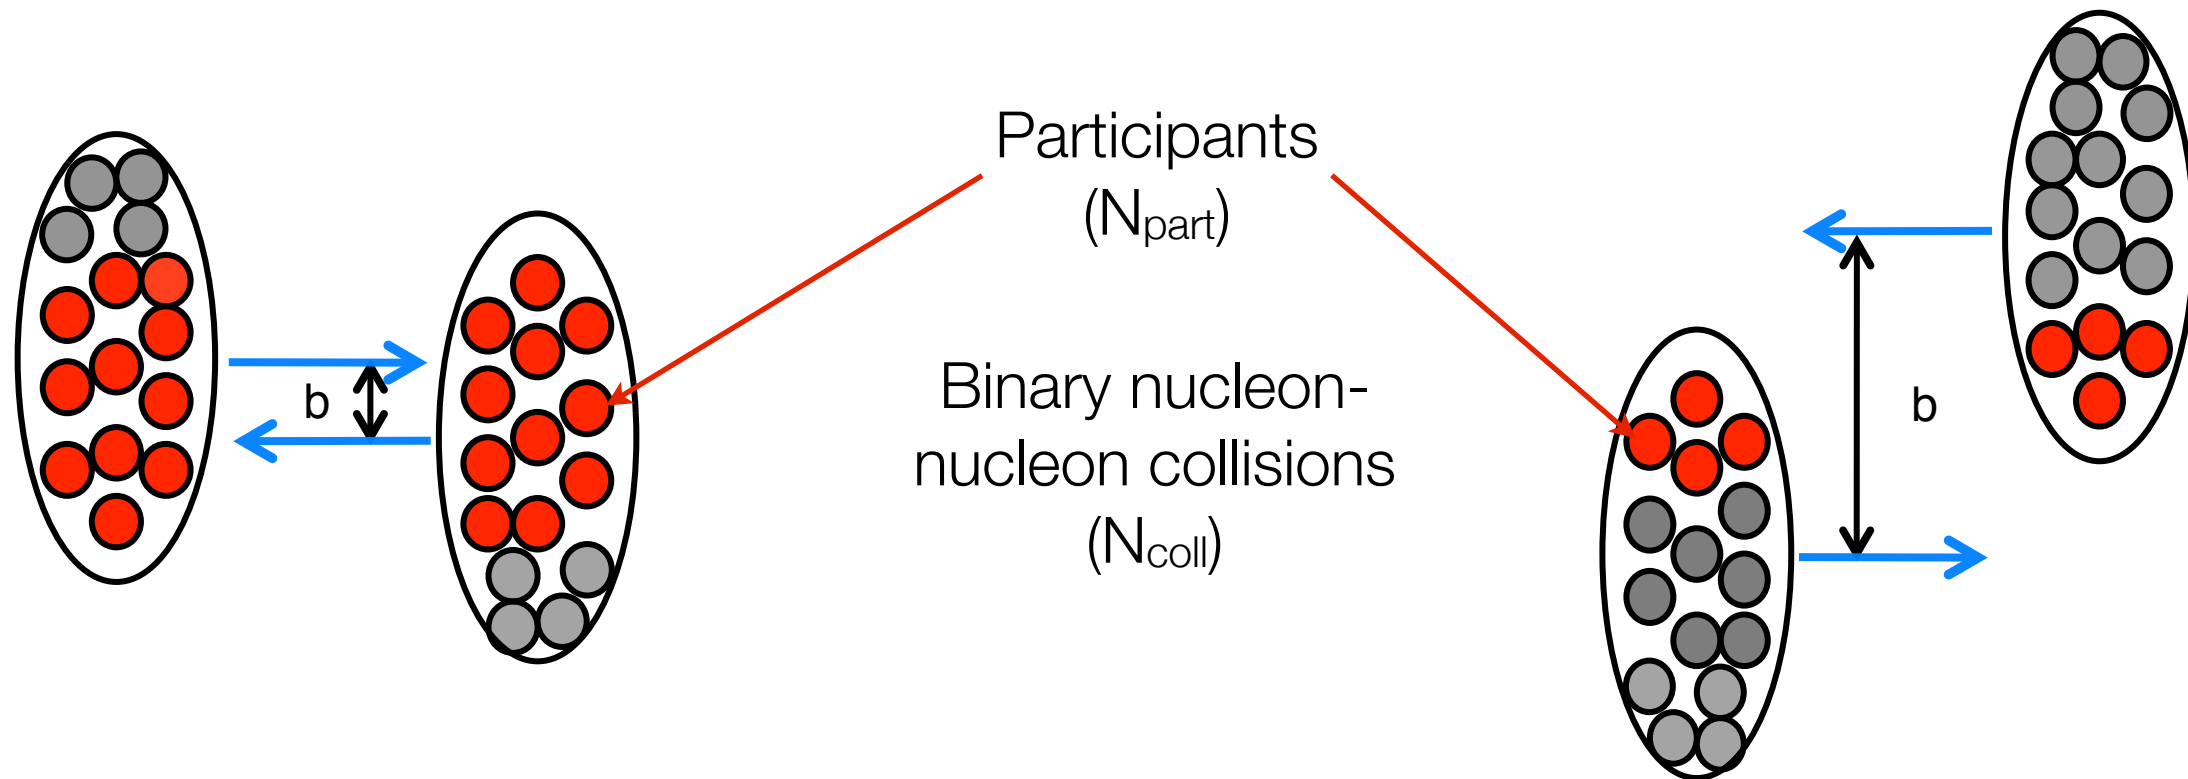 Participants
(Npart)
b
Binary nucleon-
nucleon collisions
(Ncoll)
b